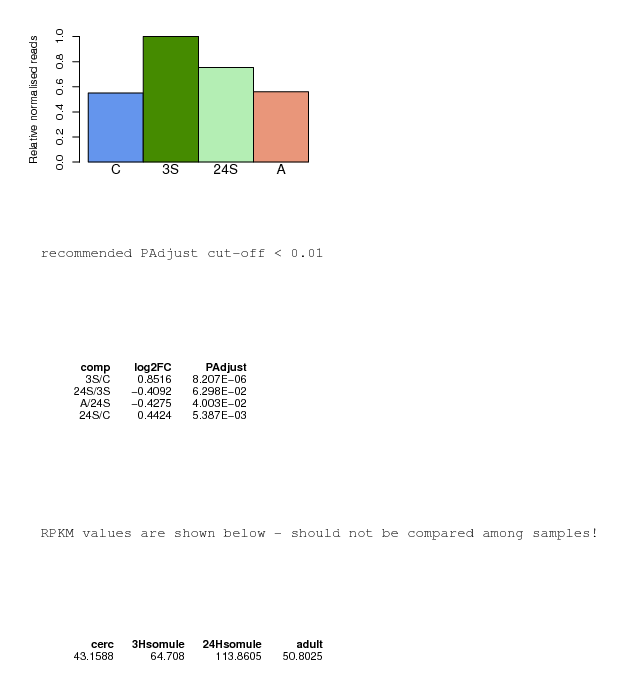 Relative normalised reads
1.0
0.8
0.6
0.4
0.2
0.0
C 3S 24S A
recommended PAdjust cut-off < 0.01
comp log2FC PAdjust
3S/C 0.8516 8.207E−06
24S/3S −0.4092 6.298E−02
A/24S −0.4275 4.003E−02
24S/C 0.4424 5.387E−03
RPKM values are shown below - should not be compared among samples!
cerc 3Hsomule 24Hsomule adult
43.1588 64.708 113.8605 50.8025